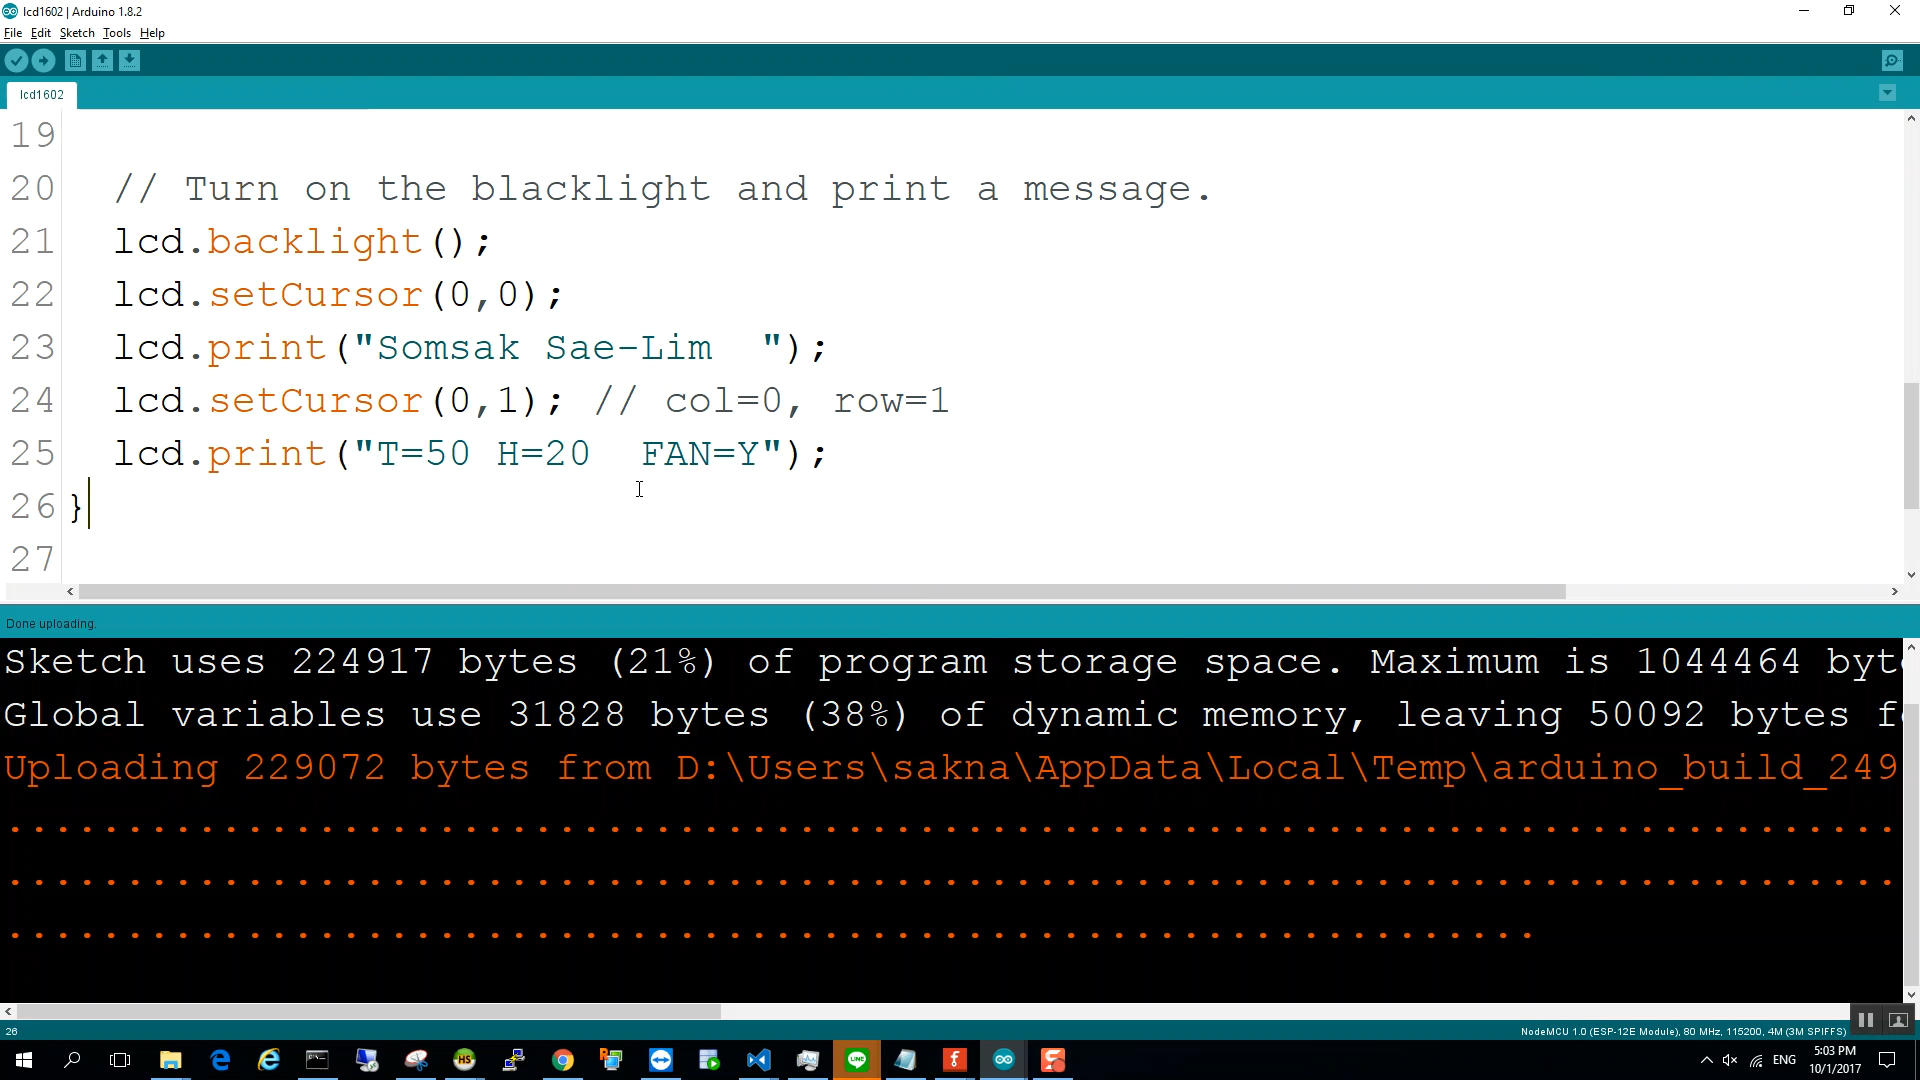 lcd1602 | Arduino 1.8.2
File Edit Sketch Tools Help
lcd1602
19
20 // Turn on the blacklight and print a message.
21 lcd.backlight();
22 lcd.setCursor(0,0);
23 lcd.print("Somsak Sae-Lim  ");
24 lcd.setCursor(0,1); // col=0, row=1
25 lcd.print("T=50 H=20  FAN=Y");
26 }
27
Done uploading.
Sketch uses 224917 bytes (21%) of program storage space. Maximum is 1044464 byt
Global variables use 31828 bytes (38%) of dynamic memory, leaving 50092 bytes f
Uploading 229072 bytes from D:\Users\sakna\AppData\Local\Temp\arduino_build_249
................................................................................
................................................................................
................................................................
26
NodeMCU 1.0 (ESP-12E Module), 80 MHz, 115200, 4M (3M SPIFFS)
HS
LINE
ENG
5:03 PM
10/1/2017